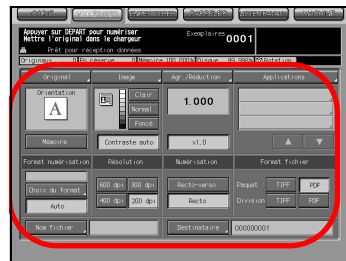 Appuyer sur DEPART pour numériser
Exemplaires 0001
Mettre l'original dans le chargeur
Prêt pour réception données
Originaux En réserve 0 Mémoire 100.000% Disque 99.998% Rotation
Original Image Agr./Réduction Applications
Orientation
A
Clair
Normal
Foncé
1.000
Mémoire Contraste auto x1.0
Format numérisation Résolution Numérisation Format fichier
Choix du format
Auto
600 dpi 300 dpi
400 dpi 200 dpi
Recto-verso
Recto
Paquet TIFF PDF
Division TIFF PDF
Nom fichier Destinataire 000000001